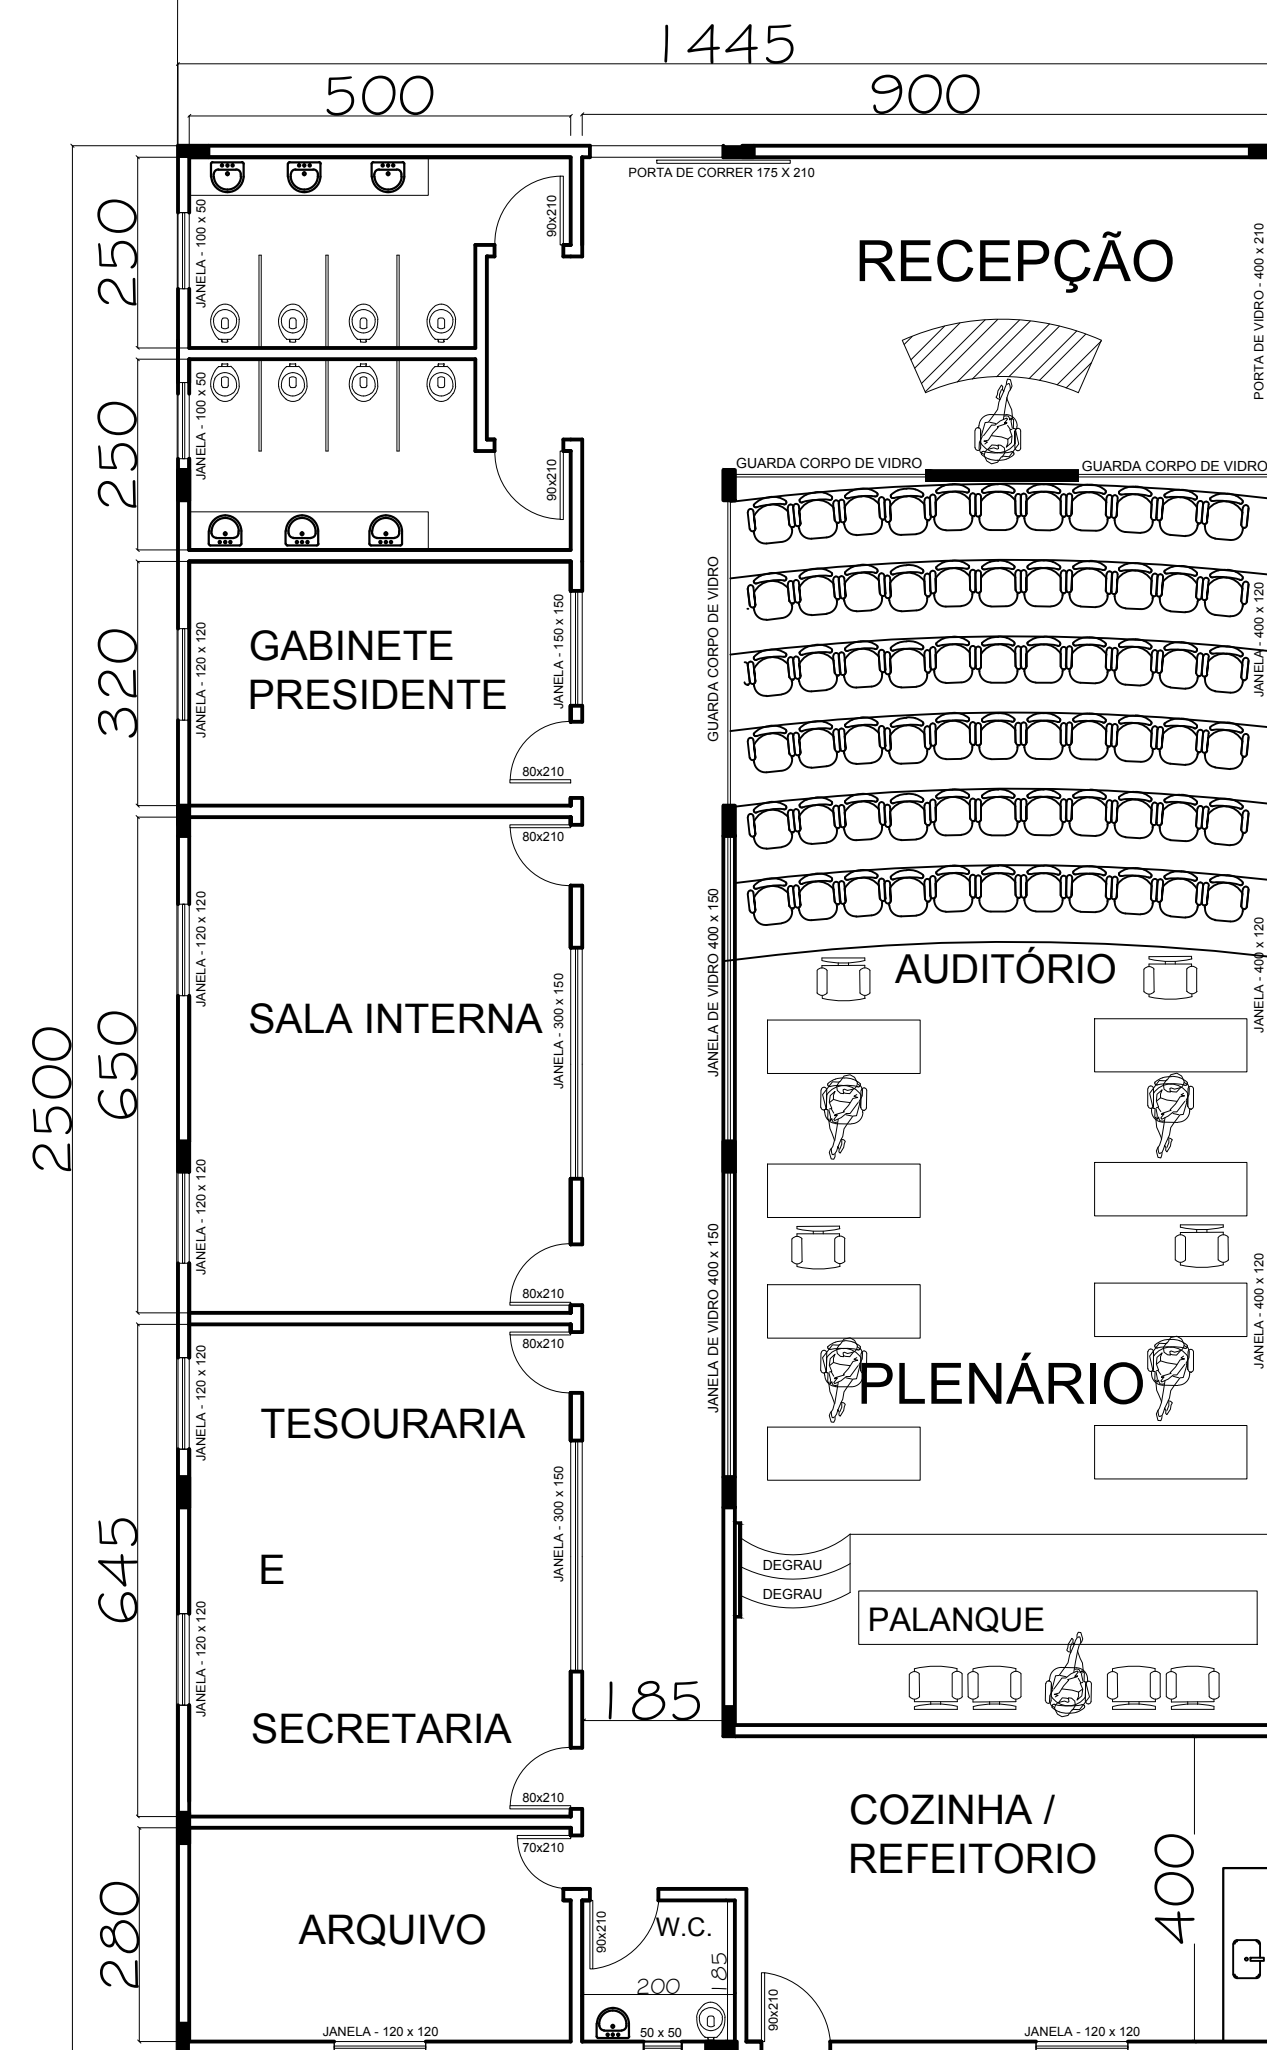 1445
500
900
PORTA DE CORRER 175 X 210
250
JANELA - 100 x 50
90x210
RECEPÇÃO
PORTA DE VIDRO - 400 x 210
250
JANELA - 100 x 50
90x210
GUARDA CORPO DE VIDRO
GUARDA CORPO DE VIDRO
GUARDA CORPO DE VIDRO
320
JANELA - 120 x 120
GABINETE
PRESIDENTE
JANELA - 150 x 150
80x210
JANELA - 400 x 120
80x210
2500
650
JANELA - 120 x 120
SALA INTERNA
JANELA - 300 x 150
JANELA DE VIDRO 400 x 150
AUDITÓRIO
JANELA - 400 x 120
JANELA - 120 x 120
80x210
80x210
JANELA DE VIDRO 400 x 150
JANELA - 400 x 120
PLENÁRIO
645
JANELA - 120 x 120
TESOURARIA
E
SECRETARIA
JANELA - 300 x 150
JANELA - 120 x 120
DEGRAU
DEGRAU
PALANQUE
185
80x210
70x210
COZINHA /
REFEITORIO
400
280
ARQUIVO
90x210
W.C.
200
185
90x210
JANELA - 120 x 120
50 x 50
JANELA - 120 x 120